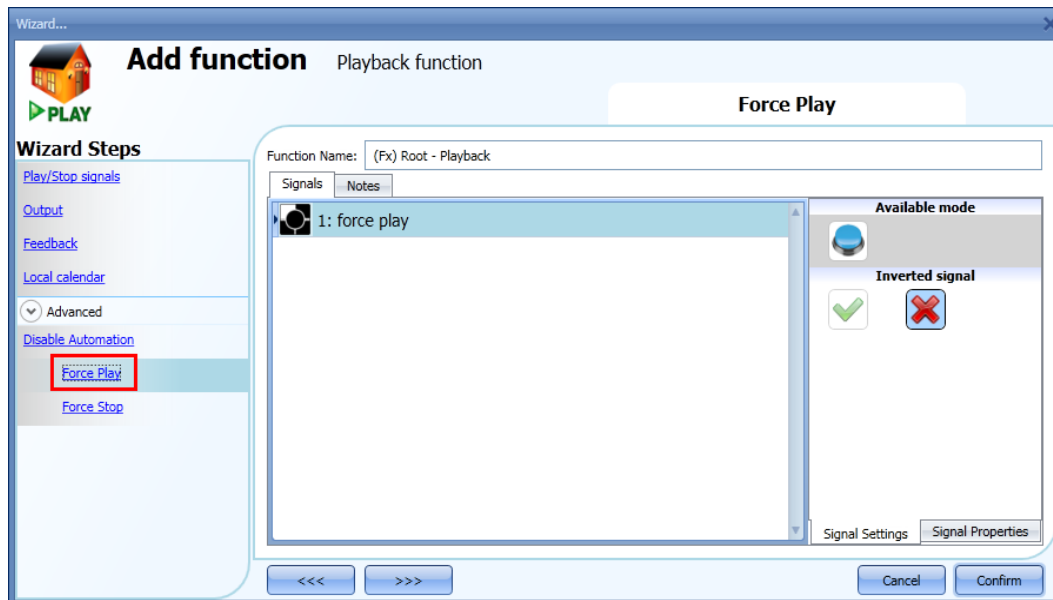 Wizard...
Add function Playback function
PLAY
Force Play
Wizard Steps
Play/Stop signals
Output
Feedback
Local calendar
Advanced
Disable Automation
Force Play
Force Stop
Function Name: (Fx) Root - Playback
Signals Notes
1: force play
Available mode
Inverted signal
Signal Settings Signal Properties
<<< >>> Cancel Confirm